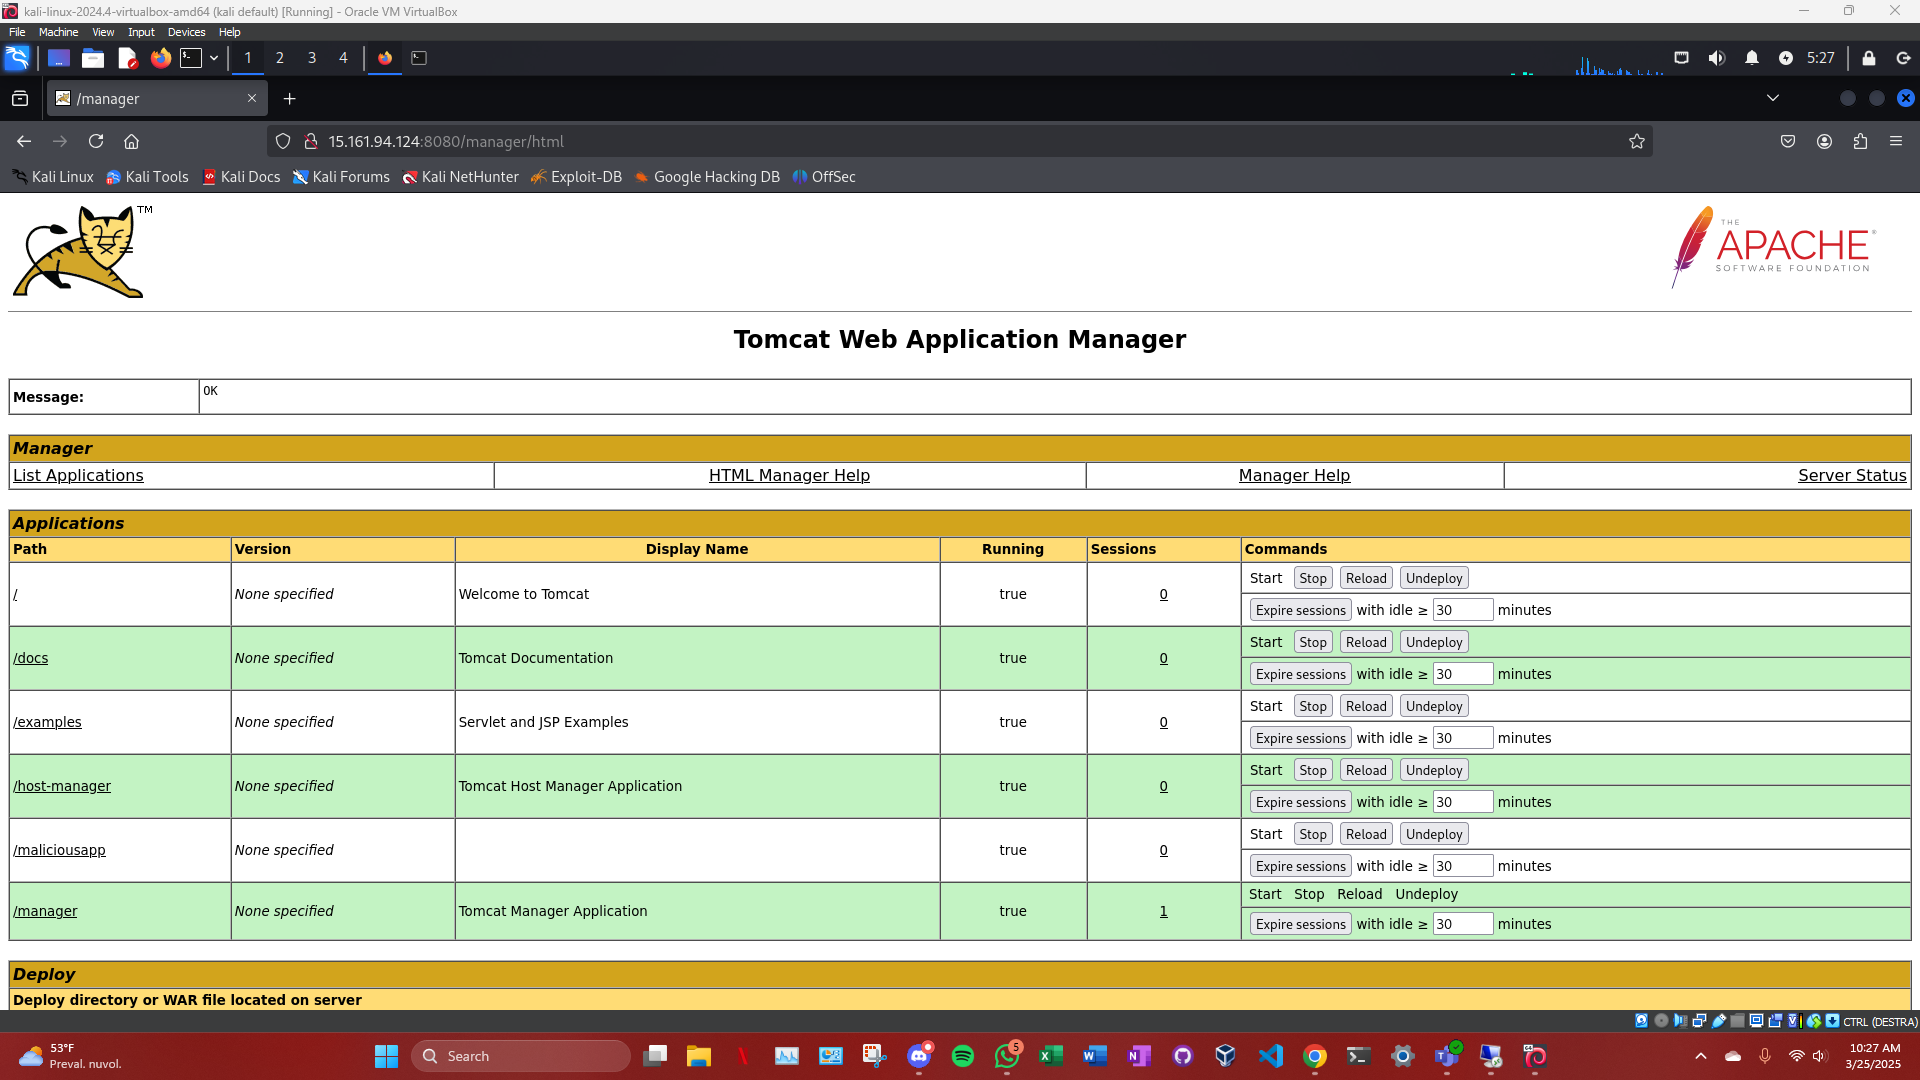 kali-linux-2024.4-virtualbox-amd64 (kali default) [Running] - Oracle VM VirtualBox
File Machine View Input Devices Help
1 2 3 4 5:27
/manager
15.161.94.124:8080/manager/html
Kali Linux Kali Tools Kali Docs Kali Forums Kali NetHunter Exploit-DB Google Hacking DB OffSec
TM
THE
APACHE®
SOFTWARE FOUNDATION
Tomcat Web Application Manager
Message: OK
Manager
List Applications HTML Manager Help Manager Help Server Status
Applications
Path Version Display Name Running Sessions Commands
/ None specified Welcome to Tomcat true 0 Start Stop Reload Undeploy
Expire sessions with idle ≥ 30 minutes
/docs None specified Tomcat Documentation true 0 Start Stop Reload Undeploy
Expire sessions with idle ≥ 30 minutes
/examples None specified Servlet and JSP Examples true 0 Start Stop Reload Undeploy
Expire sessions with idle ≥ 30 minutes
/host-manager None specified Tomcat Host Manager Application true 0 Start Stop Reload Undeploy
Expire sessions with idle ≥ 30 minutes
/maliciousapp None specified true 0 Start Stop Reload Undeploy
Expire sessions with idle ≥ 30 minutes
/manager None specified Tomcat Manager Application true 1 Start Stop Reload Undeploy
Expire sessions with idle ≥ 30 minutes
Deploy
Deploy directory or WAR file located on server
CTRL (DESTRA)
53°F
Preval. nuvol.
Search
5
10:27 AM
3/25/2025